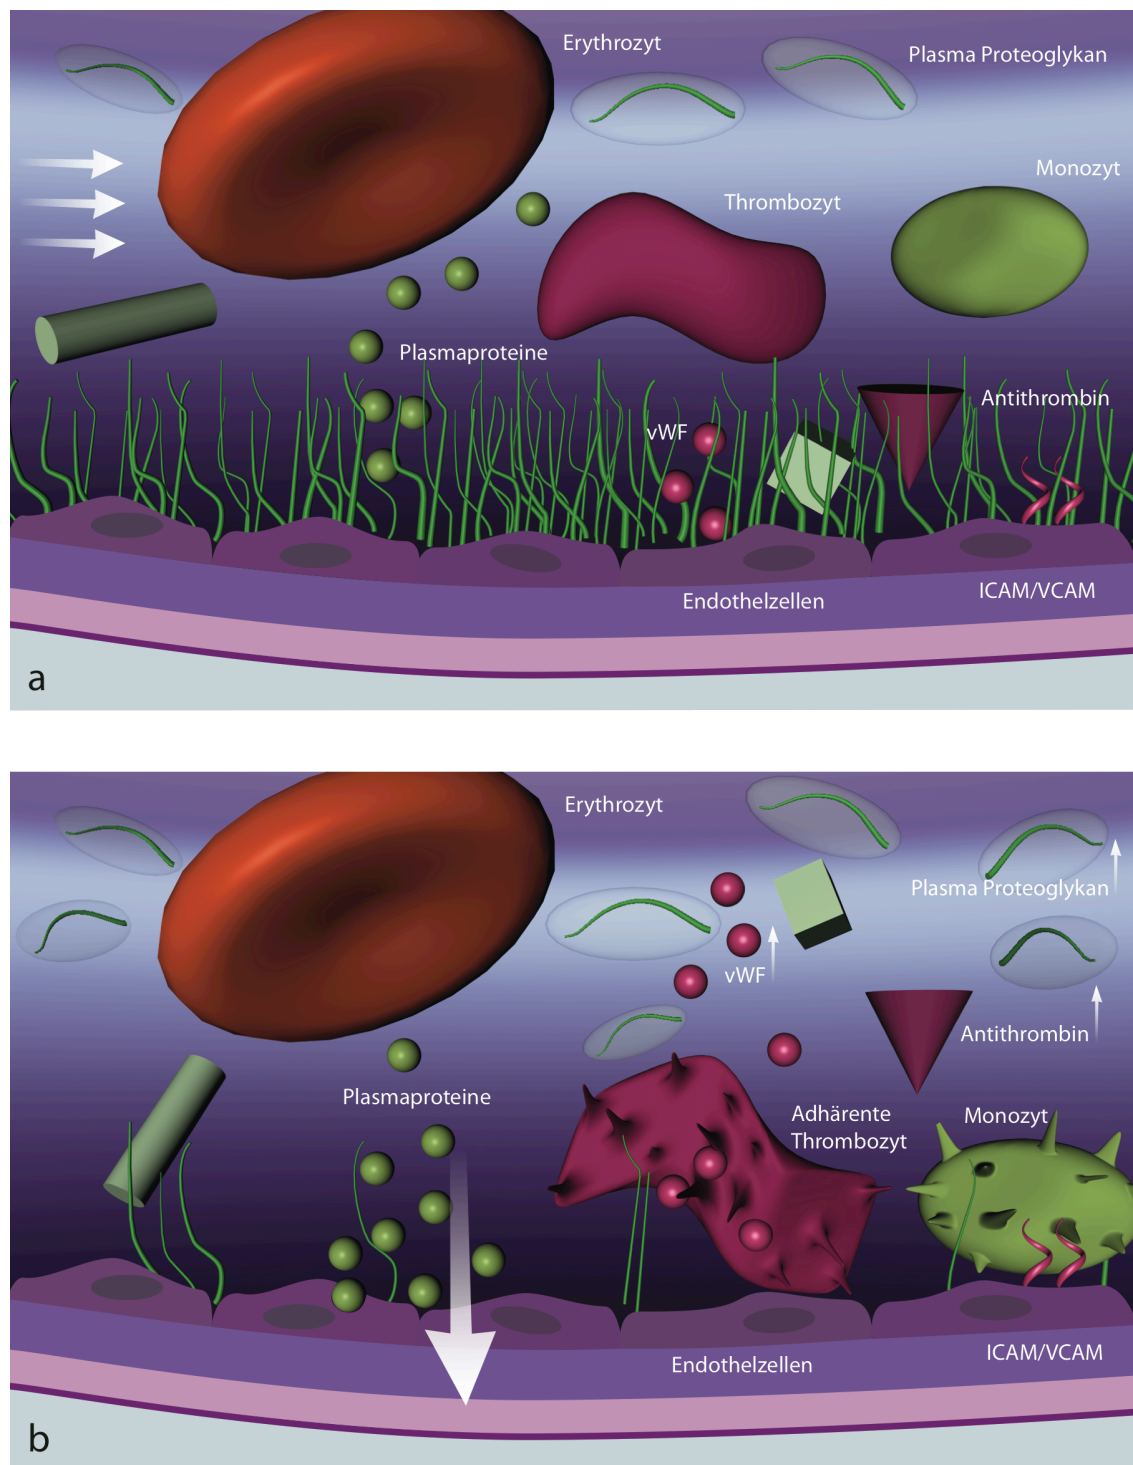 Erythrozyt
Plasma Proteoglykan
Monozyt
Thrombozyt
Plasmaproteine
Antithrombin
vWF
ICAM/VCAM
Endothelzellen
a
Erythrozyt
Plasma Proteoglykan
vWF
Antithrombin
Plasmaproteine
Adhärente
Thrombozyt
Monozyt
ICAM/VCAM
Endothelzellen
b